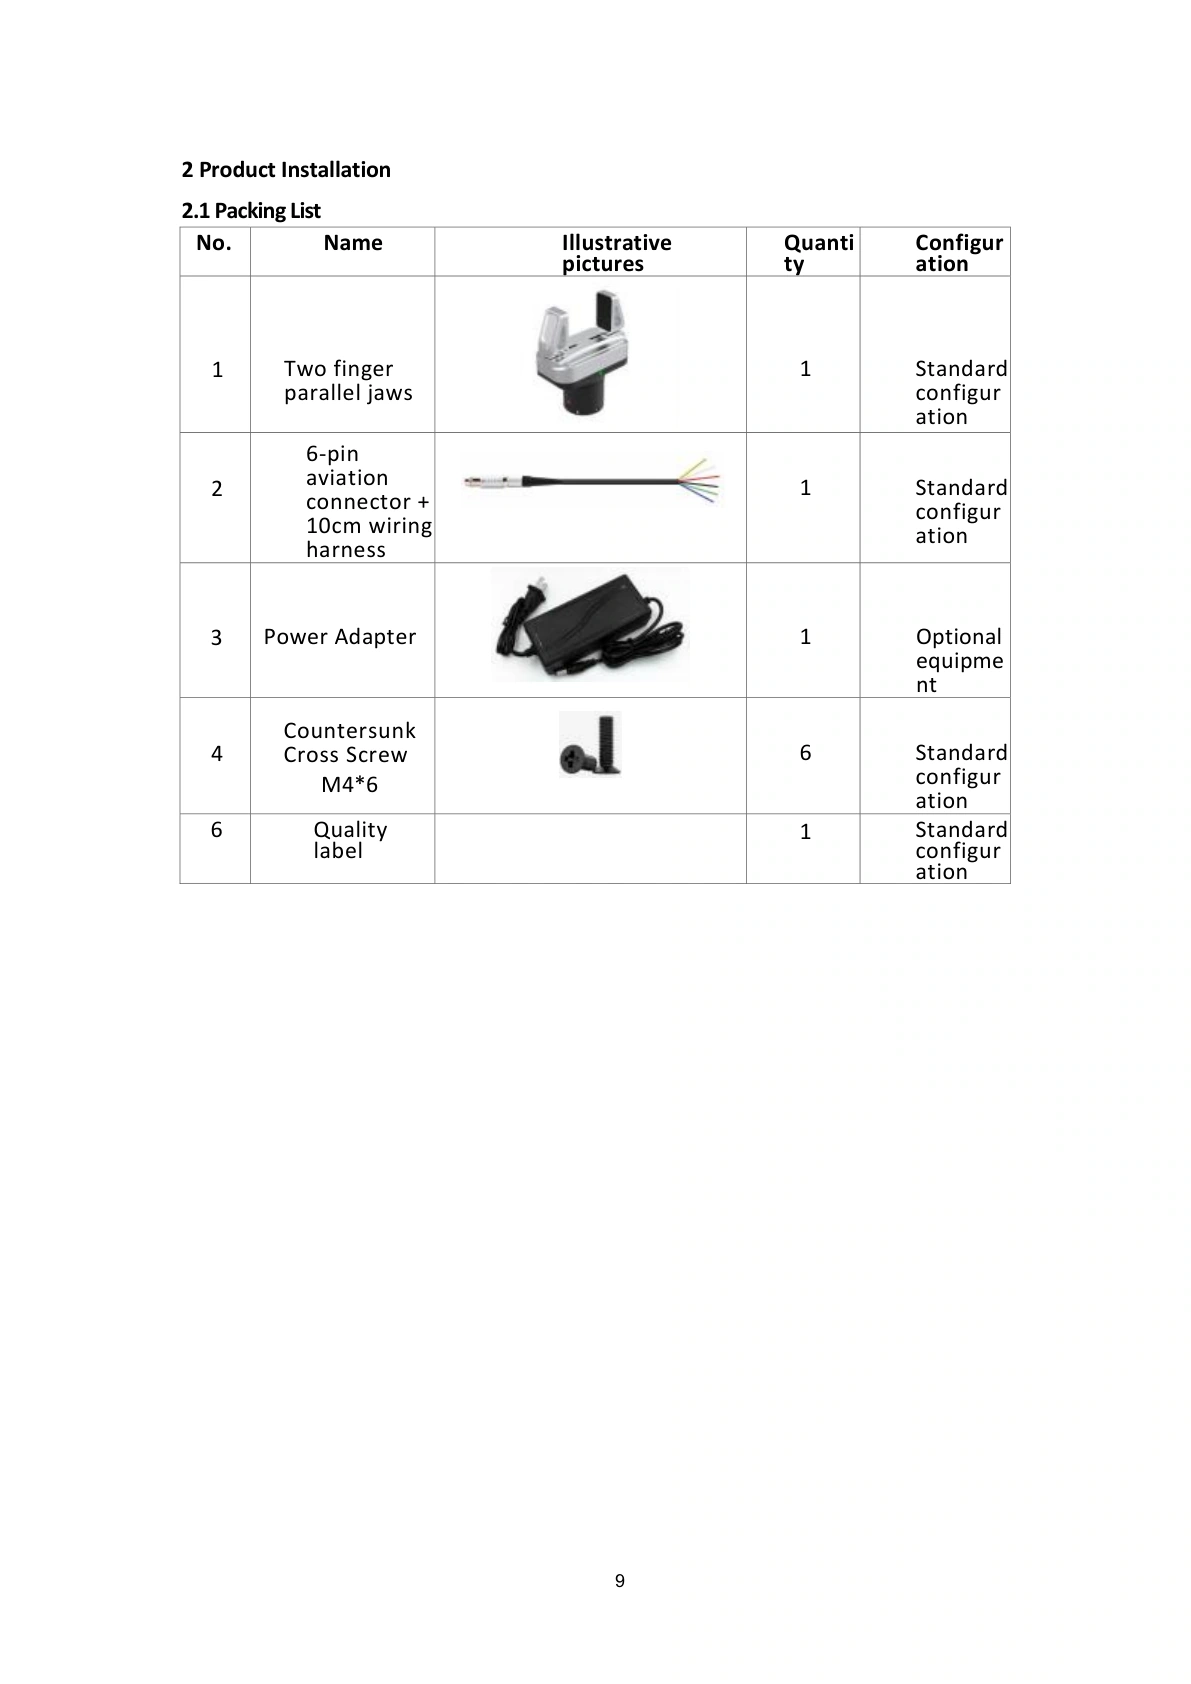 2 Product Installation
2.1 Packing List
No.
Name
Illustrative
pictures
Quanti
ty
Configur
ation
1
Two finger
parallel jaws
1
Standard
configur
ation
2
6-pin
aviation
connector +
10cm wiring
harness
1
Standard
configur
ation
3
Power Adapter
1
Optional
equipme
nt
4
Countersunk
Cross Screw
M4*6
6
Standard
configur
ation
6
Quality
label
1
Standard
configur
ation
9